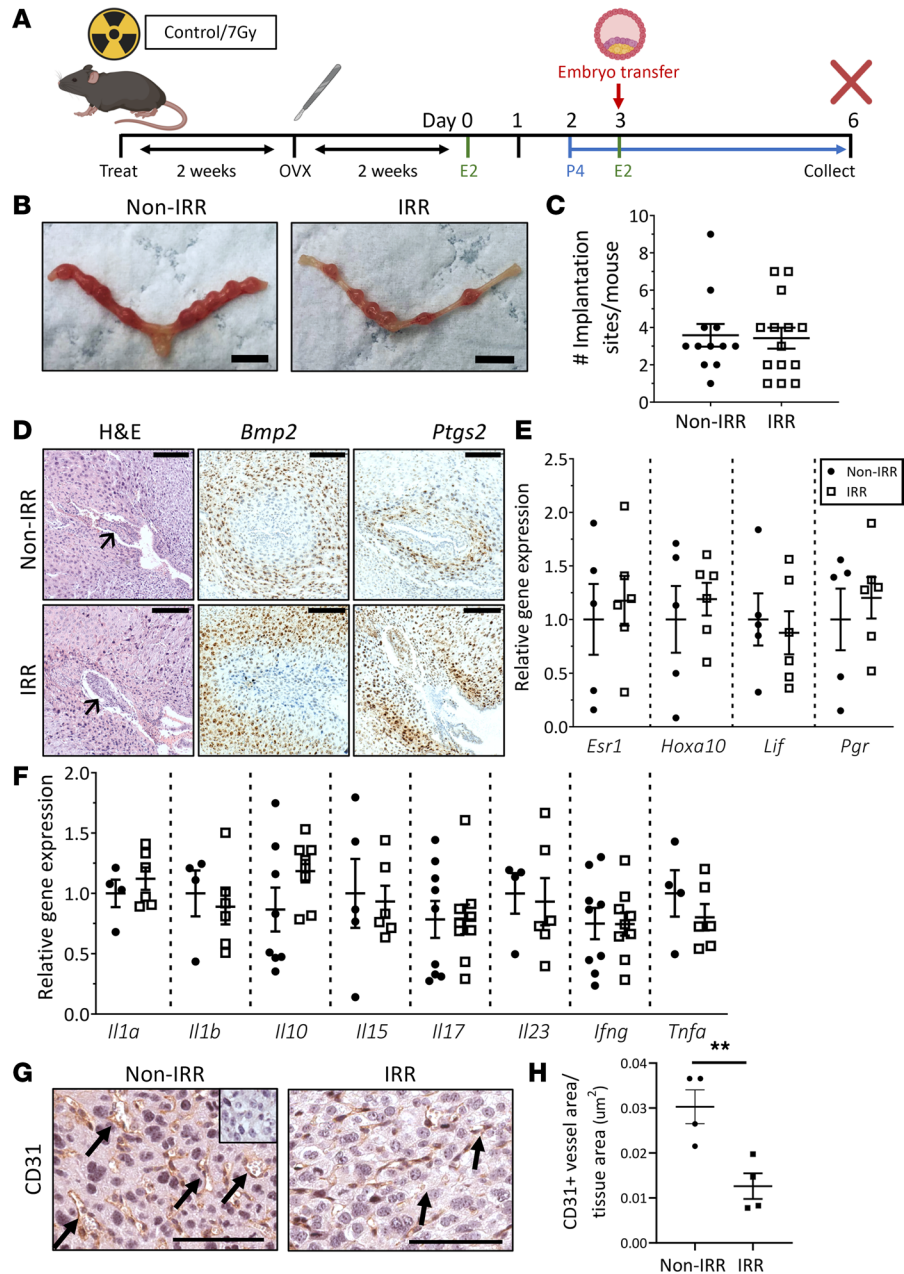 A
Control/7Gy
Embryo transfer
Day 0 1 2 3 6
Treat 2 weeks OVX 2 weeks E2 P4 E2 Collect
B
Non-IRR IRR
C
# Implantation
sites/mouse
10
8
6
4
2
0
Non-IRR IRR
D
H&E Bmp2 Ptgs2
Non-IRR
IRR
E
Relative gene expression
2.5
2.0
1.5
1.0
0.5
0.0
Non-IRR
IRR
Esr1 Hoxa10 Lif Pgr
F
Relative gene expression
2.0
1.5
1.0
0.5
0.0
Il1a Il1b Il10 Il15 Il17 Il23 Ifng Tnfa
G
Non-IRR IRR
CD31
H
CD31+ vessel area/
tissue area (um²)
**
0.04
0.03
0.01
0.00
Non-IRR IRR